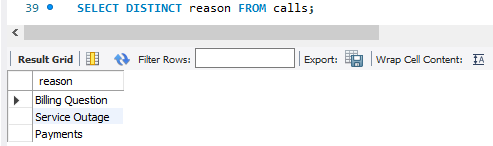 39 SELECT DISTINCT reason FROM calls;
Result Grid Filter Rows: Export: Wrap Cell Content: IA
reason
Billing Question
Service Outage
Payments